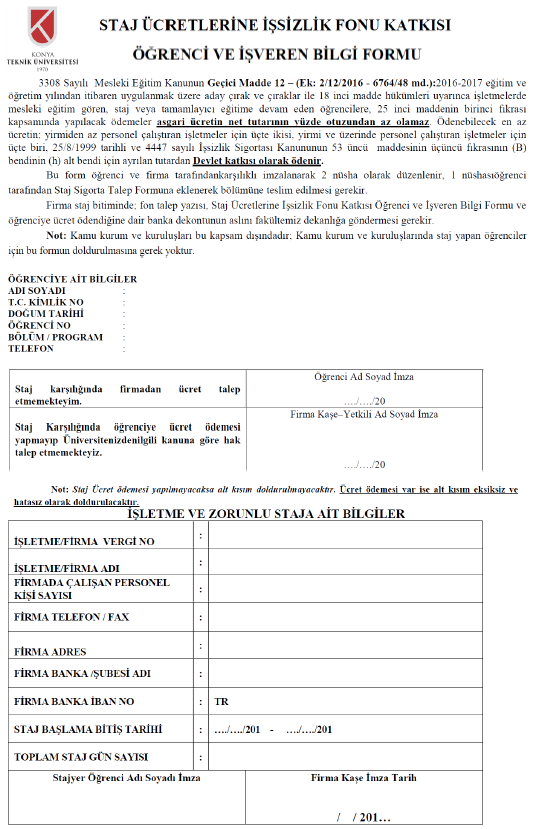 KONYA
TEKNİK ÜNİVERSİTESİ
1970
STAJ ÜCRETLERİNE İŞSİZLİK FONU KATKISI
ÖĞRENCİ VE İŞVEREN BİLGİ FORMU
3308 Sayılı Mesleki Eğitim Kanunun Geçici Madde 12 – (Ek: 2/12/2016 - 6764/48 md.):2016-2017 eğitim ve
öğretim yılından itibaren uygulanmak üzere aday çırak ve çıraklar ile 18 inci madde hükümleri uyarınca işletmelerde
mesleki eğitim gören, staj veya tamamlayıcı eğitime devam eden öğrencilere, 25 inci maddenin birinci fıkrası
kapsamında yapılacak ödemeler asgari ücretin net tutarının yüzde otuzundan az olamaz. Ödenebilecek en az
ücretin; yirmiden az personel çalıştıran işletmeler için üçte ikisi, yirmi ve üzerinde personel çalıştıran işletmeler için
üçte biri, 25/8/1999 tarihli ve 4447 sayılı İşsizlik Sigortası Kanununun 53 üncü maddesinin üçüncü fıkrasının (B)
bendinin (h) alt bendi için ayrılan tutardan Devlet katkısı olarak ödenir.
Bu form öğrenci ve firma tarafındankarşılıklı imzalanarak 2 nüsha olarak düzenlenir, 1 nüshasıöğrenci
tarafından Staj Sigorta Talep Formuna eklenerek bölümüne teslim edilmesi gerekir.
Firma staj bitiminde; fon talep yazısı, Staj Ücretlerine İşsizlik Fonu Katkısı Öğrenci ve İşveren Bilgi Formu ve
öğrenciye ücret ödendiğine dair banka dekontunun aslını fakültemiz dekanlığa göndermesi gerekir.
Not: Kamu kurum ve kuruluşları bu kapsam dışındadır; Kamu kurum ve kuruluşlarında staj yapan öğrenciler
için bu formun doldurulmasına gerek yoktur.
ÖĞRENCİYE AİT BİLGİLER
ADI SOYADI :
T.C. KİMLİK NO :
DOĞUM TARİHİ :
ÖĞRENCİ NO :
BÖLÜM / PROGRAM :
TELEFON :
Staj karşılığında firmadan ücret talep
etmemekteyim.
Öğrenci Ad Soyad İmza
…./…./20
Staj Karşılığında öğrenciye ücret ödemesi
yapmayıp Üniversitenizdenilgili kanuna göre hak
talep etmemekteyiz.
Firma Kaşe–Yetkili Ad Soyad İmza
…./…./20
Not: Staj Ücret ödemesi yapılmayacaksa alt kısım doldurulmayacaktır. Ücret ödemesi var ise alt kısım eksiksiz ve
hatasız olarak doldurulacaktır.
İŞLETME VE ZORUNLU STAJA AİT BİLGİLER
İŞLETME/FİRMA VERGİ NO :
İŞLETME/FİRMA ADI :
FİRMADA ÇALIŞAN PERSONEL
KİŞİ SAYISI :
FİRMA TELEFON / FAX :
FİRMA ADRES :
FİRMA BANKA /ŞUBESİ ADI :
FİRMA BANKA İBAN NO : TR
STAJ BAŞLAMA BİTİŞ TARİHİ : …./…./201 - …./…./201
TOPLAM STAJ GÜN SAYISI :
Stajyer Öğrenci Adı Soyadı İmza
Firma Kaşe İmza Tarih
/ / 201…